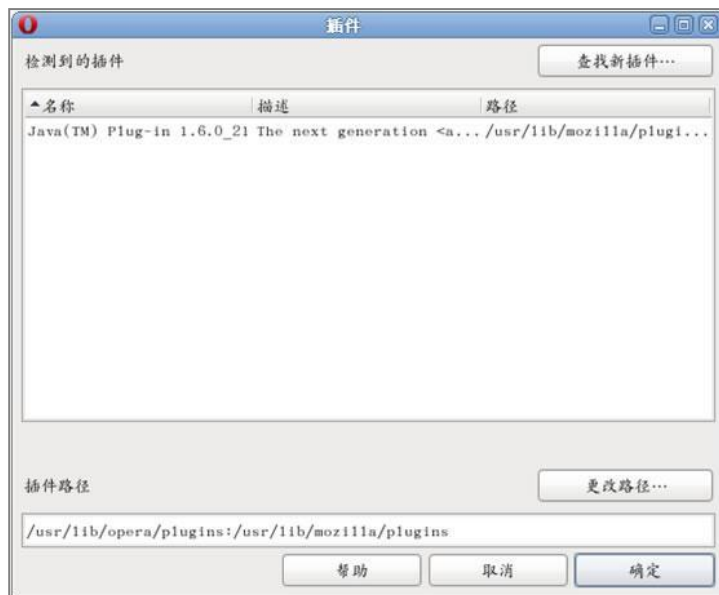 插件
检测到的插件
查找新插件…
名称 描述 路径
Java(TM) Plug-in 1.6.0_21 The next generation <a... /usr/lib/mozilla/plugi...
插件路径
更改路径…
/usr/lib/opera/plugins:/usr/lib/mozilla/plugins
帮助 取消 确定